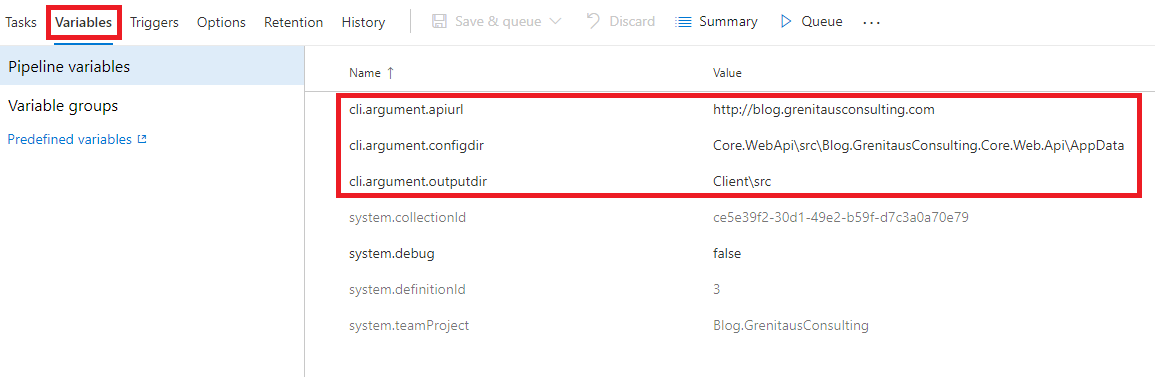 Tasks Variables Triggers Options Retention History Save & queue Discard Summary Queue ...
Pipeline variables
Variable groups
Predefined variables
Name ↑ Value
cli.argument.apiurl http://blog.grenitausconsulting.com
cli.argument.configdir Core.WebApi\src\Blog.GrenitausConsulting.Core.Web.Api\AppData
cli.argument.outputdir Client\src
system.collectionId ce5e39f2-30d1-49e2-b59f-d7c3a0a70e79
system.debug false
system.definitionId 3
system.teamProject Blog.GrenitausConsulting